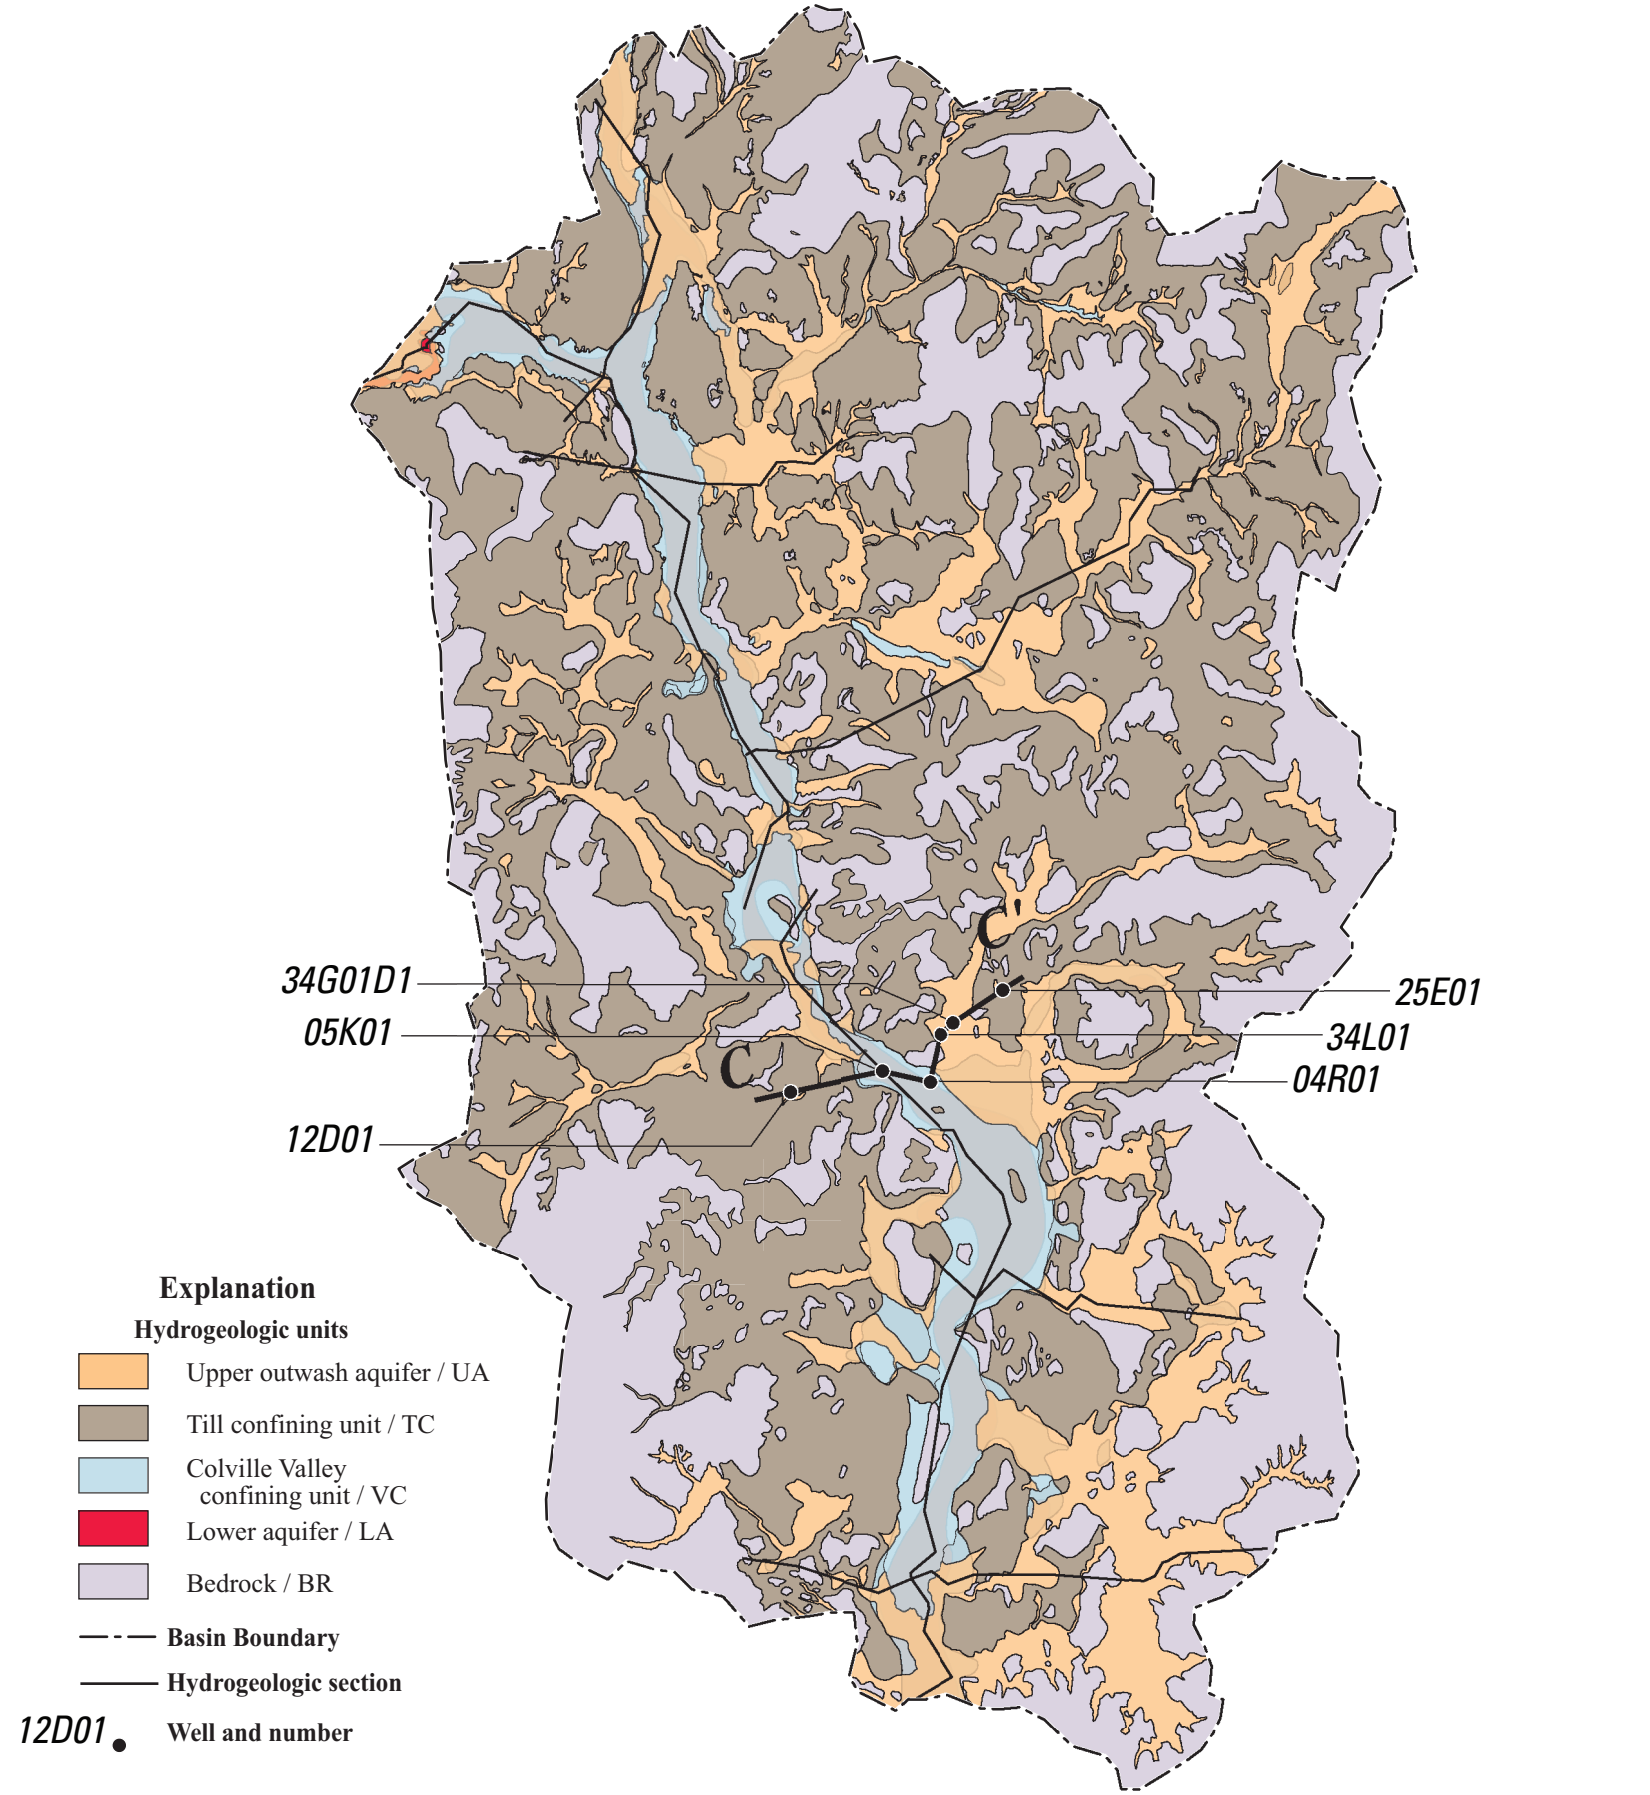 C'
34G01D1
25E01
05K01
34L01
C
04R01
12D01
Explanation
Hydrogeologic units
Upper outwash aquifer / UA
Till confining unit / TC
Colville Valley
confining unit / VC
Lower aquifer / LA
Bedrock / BR
Basin Boundary
Hydrogeologic section
12D01 Well and number